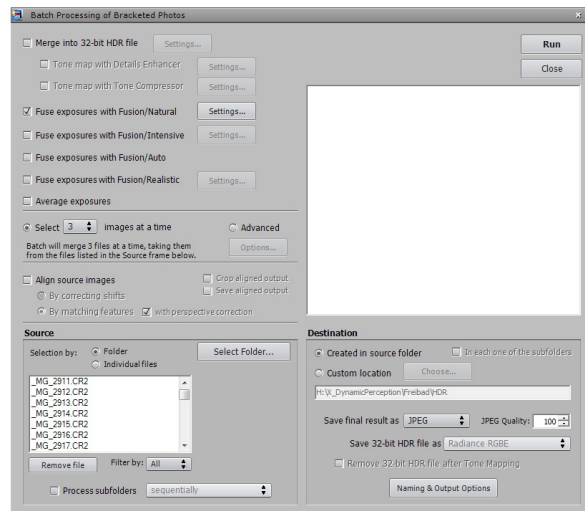 Batch Processing of Bracketed Photos
Merge into 32-bit HDR file Settings...
Run
Tone map with Details Enhancer Settings...
Close
Tone map with Tone Compressor Settings...
Fuse exposures with Fusion/Natural Settings...
Fuse exposures with Fusion/Intensive Settings...
Fuse exposures with Fusion/Auto
Fuse exposures with Fusion/Realistic Settings...
Average exposures
Select 3 images at a time Advanced
Batch will merge 3 files at a time, taking them
from the files listed in the Source frame below.
Options...
Align source images Crop aligned output
Save aligned output
By correcting shifts
By matching features with perspective correction
Source
Selection by: Folder Select Folder...
Individual files
_MG_2911.CR2
_MG_2912.CR2
_MG_2913.CR2
_MG_2914.CR2
_MG_2915.CR2
_MG_2916.CR2
_MG_2917.CR2
Remove file Filter by: All
Process subfolders sequentially
Destination
Created in source folder In each one of the subfolders
Custom location Choose...
H:\X_DynamicPerception\Freibad\HDR
Save final result as JPEG JPEG Quality: 100
Save 32-bit HDR file as Radiance RGBE
Remove 32-bit HDR file after Tone Mapping
Naming & Output Options